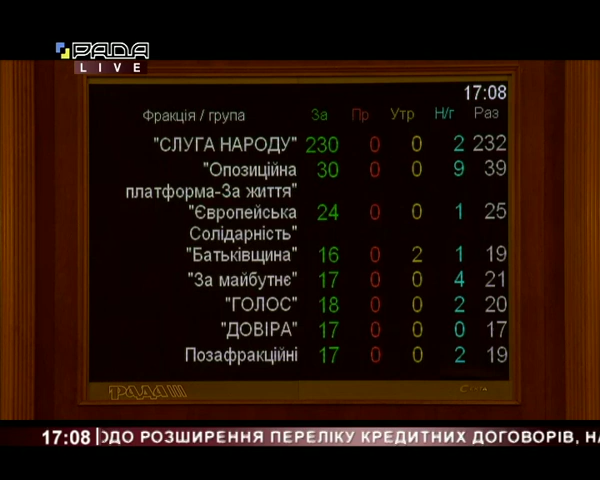 РАДА
LIVE
17:08
Фракція / група За Пр Утр Н/г Раз
"СЛУГА НАРОДУ" 230 0 0 2 232
"Опозиційна 30 0 0 9 39
платформа-За життя"
"Європейська 24 0 0 1 25
Солідарність"
"Батьківщина" 16 0 2 1 19
"За майбутнє" 17 0 0 4 21
"ГОЛОС" 18 0 0 2 20
"ДОВІРА" 17 0 0 0 17
Позафракційні 17 0 0 2 19
РАДА III
17:08 ОДО РОЗШИРЕННЯ ПЕРЕЛІКУ КРЕДИТНИХ ДОГОВОРІВ, НА